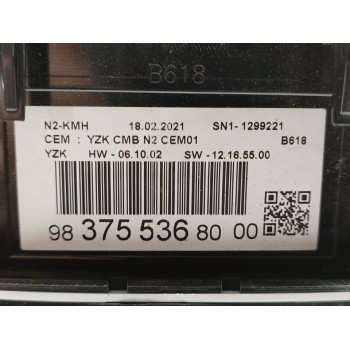 B618
N2-KMH 18.02.2021 SN1- 1299221
CEM : YZK CMB N2 CEM01 B618
YZK HW - 06.10.02 SW - 12.16.55.00
98 375 536 80 00